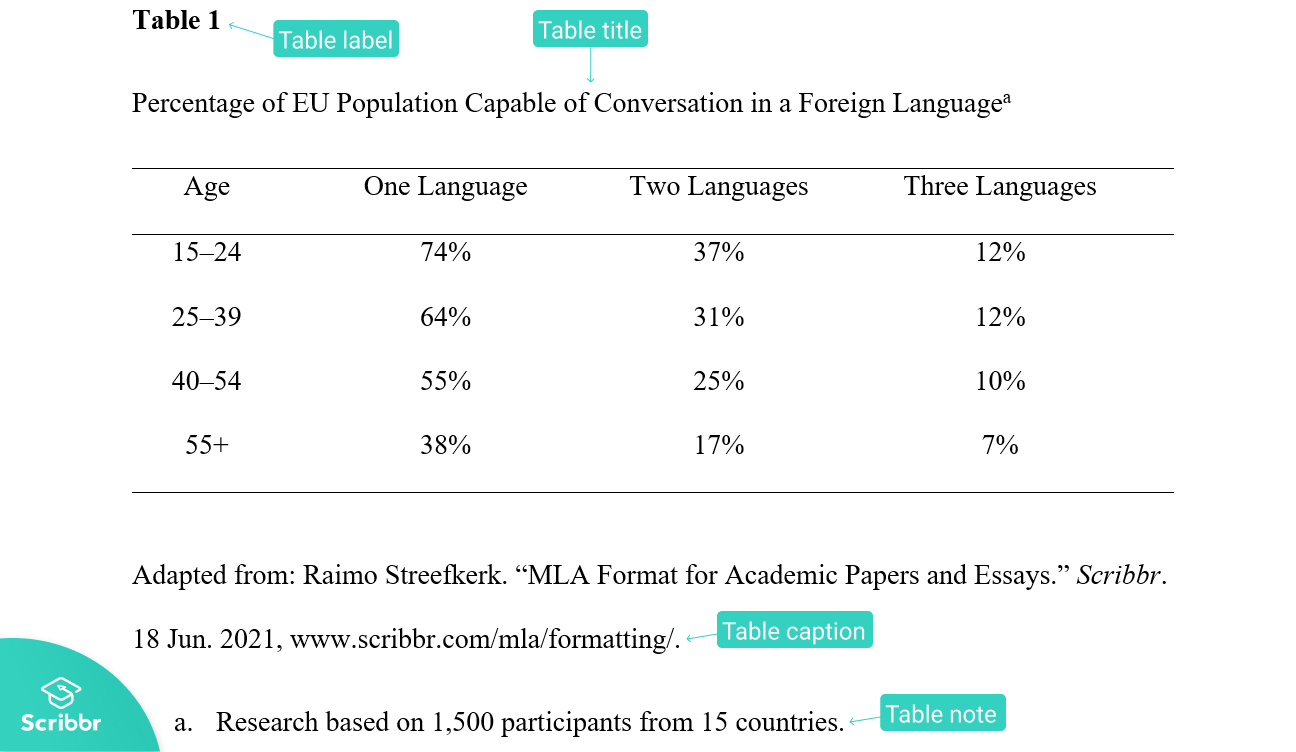 Table 1
Table label
Table title
Percentage of EU Population Capable of Conversation in a Foreign Languageᵃ
Age One Language Two Languages Three Languages
15–24 74% 37% 12%
25–39 64% 31% 12%
40–54 55% 25% 10%
55+ 38% 17% 7%
Adapted from: Raimo Streefkerk. “MLA Format for Academic Papers and Essays.” Scribbr.
18 Jun. 2021, www.scribbr.com/mla/formatting/.
Table caption
a. Research based on 1,500 participants from 15 countries.
Table note
Scribbr